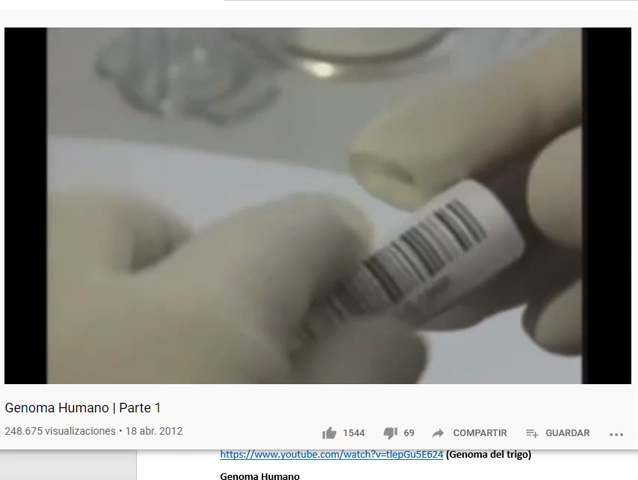 Genoma Humano | Parte 1
248.675 visualizaciones • 18 abr. 2012
1544 69 COMPARTIR GUARDAR
https://www.youtube.com/watch?v=tlepGu5E624 (Genoma del trigo)
Genoma Humano